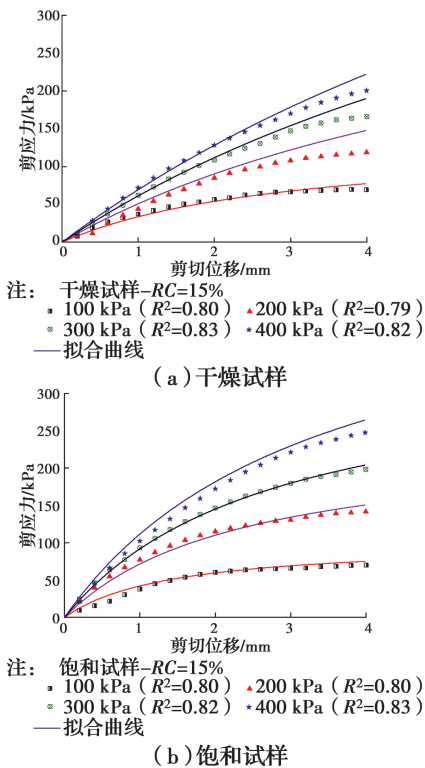 300
250
200
150
100
50
0
剪应力/kPa
0 1 2 3 4
剪切位移/mm
注： 干燥试样–RC=15%
100 kPa（R²=0.80） 200 kPa（R²=0.79）
300 kPa（R²=0.83） 400 kPa（R²=0.82）
拟合曲线
（a）干燥试样
300
250
200
150
100
50
0
剪应力/kPa
0 1 2 3 4
剪切位移/mm
注： 饱和试样–RC=15%
100 kPa（R²=0.80） 200 kPa（R²=0.80）
300 kPa（R²=0.82） 400 kPa（R²=0.83）
拟合曲线
（b）饱和试样